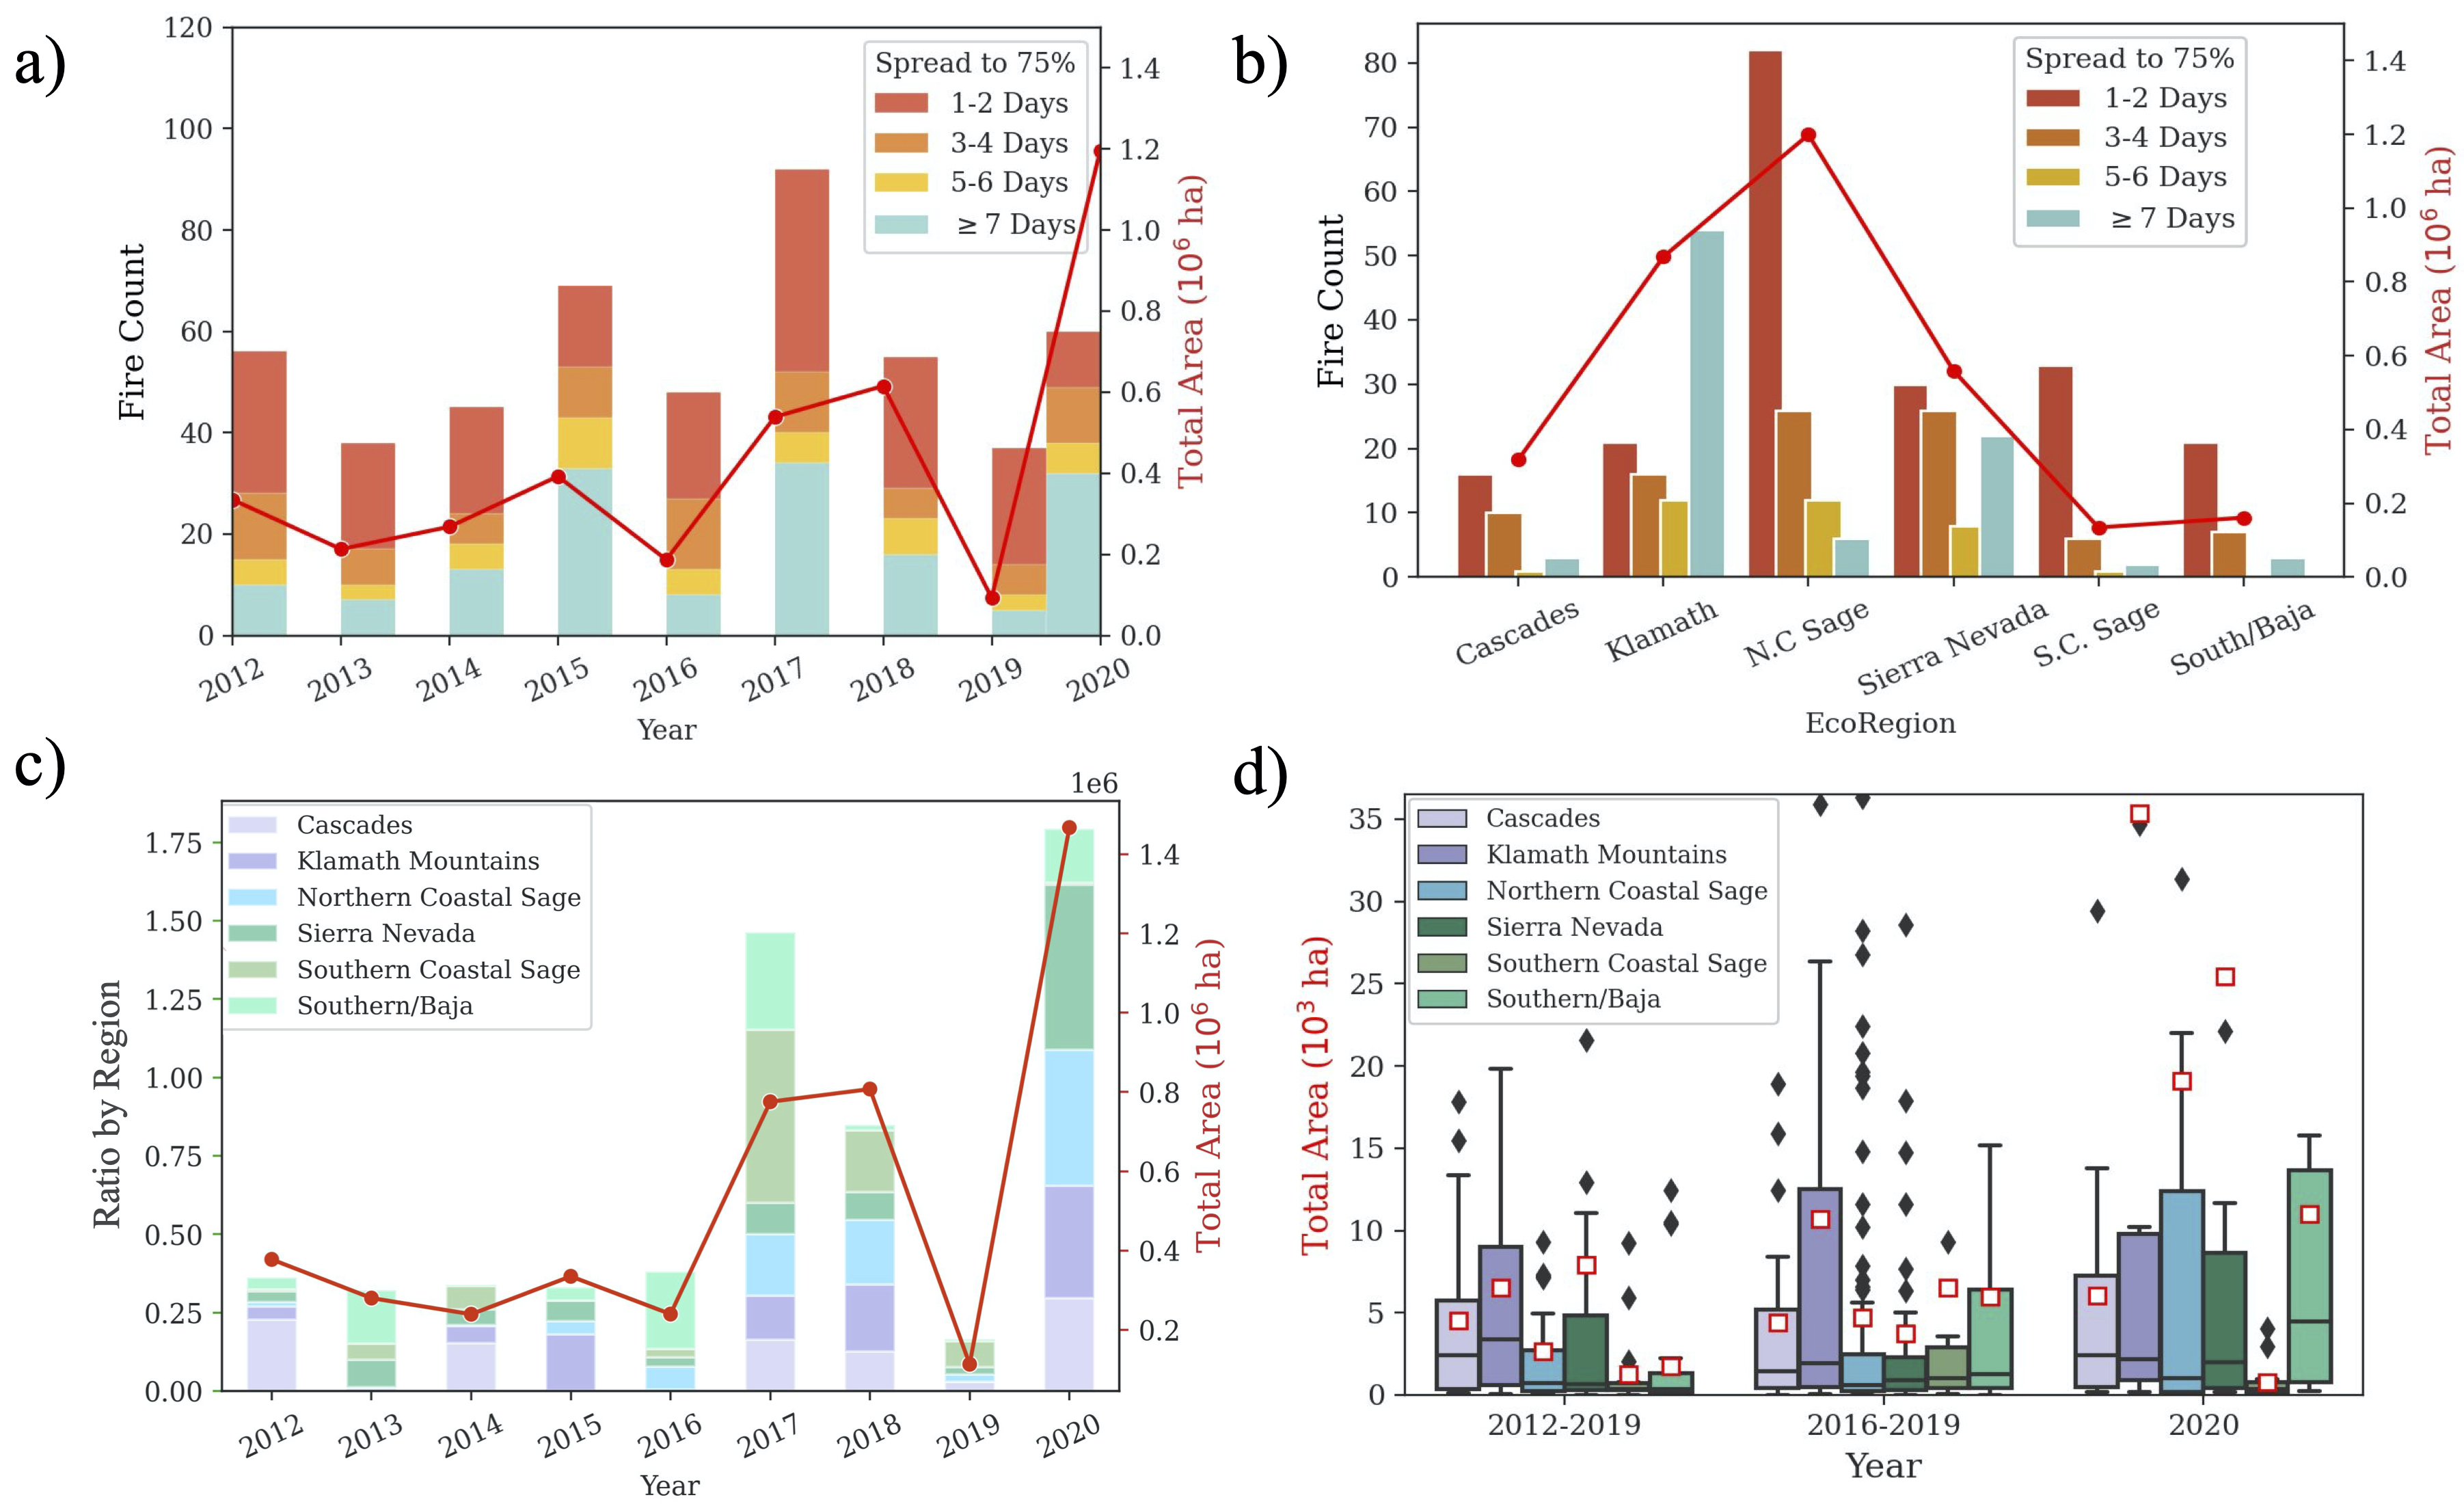 a)
120
100
80
60
40
20
0
Fire Count
Spread to 75%
1-2 Days
3-4 Days
5-6 Days
≥ 7 Days
1.4
1.2
1.0
0.8
0.6
0.4
0.2
0.0
Total Area (10⁶ ha)
2012 2013 2014 2015 2016 2017 2018 2019 2020
Year
b)
80
70
60
50
40
30
20
10
0
Fire Count
Spread to 75%
1-2 Days
3-4 Days
5-6 Days
≥ 7 Days
1.4
1.2
1.0
0.8
0.6
0.4
0.2
0.0
Total Area (10⁶ ha)
Cascades Klamath N.C Sage Sierra Nevada S.C. Sage South/Baja
EcoRegion
c)
1e6
1.75
1.50
1.25
1.00
0.75
0.50
0.25
0.00
Ratio by Region
Cascades
Klamath Mountains
Northern Coastal Sage
Sierra Nevada
Southern Coastal Sage
Southern/Baja
1.4
1.2
1.0
0.8
0.6
0.4
0.2
Total Area (10⁶ ha)
2012 2013 2014 2015 2016 2017 2018 2019 2020
Year
d)
35
30
25
20
15
10
5
0
Total Area (10³ ha)
Cascades
Klamath Mountains
Northern Coastal Sage
Sierra Nevada
Southern Coastal Sage
Southern/Baja
2012-2019 2016-2019 2020
Year